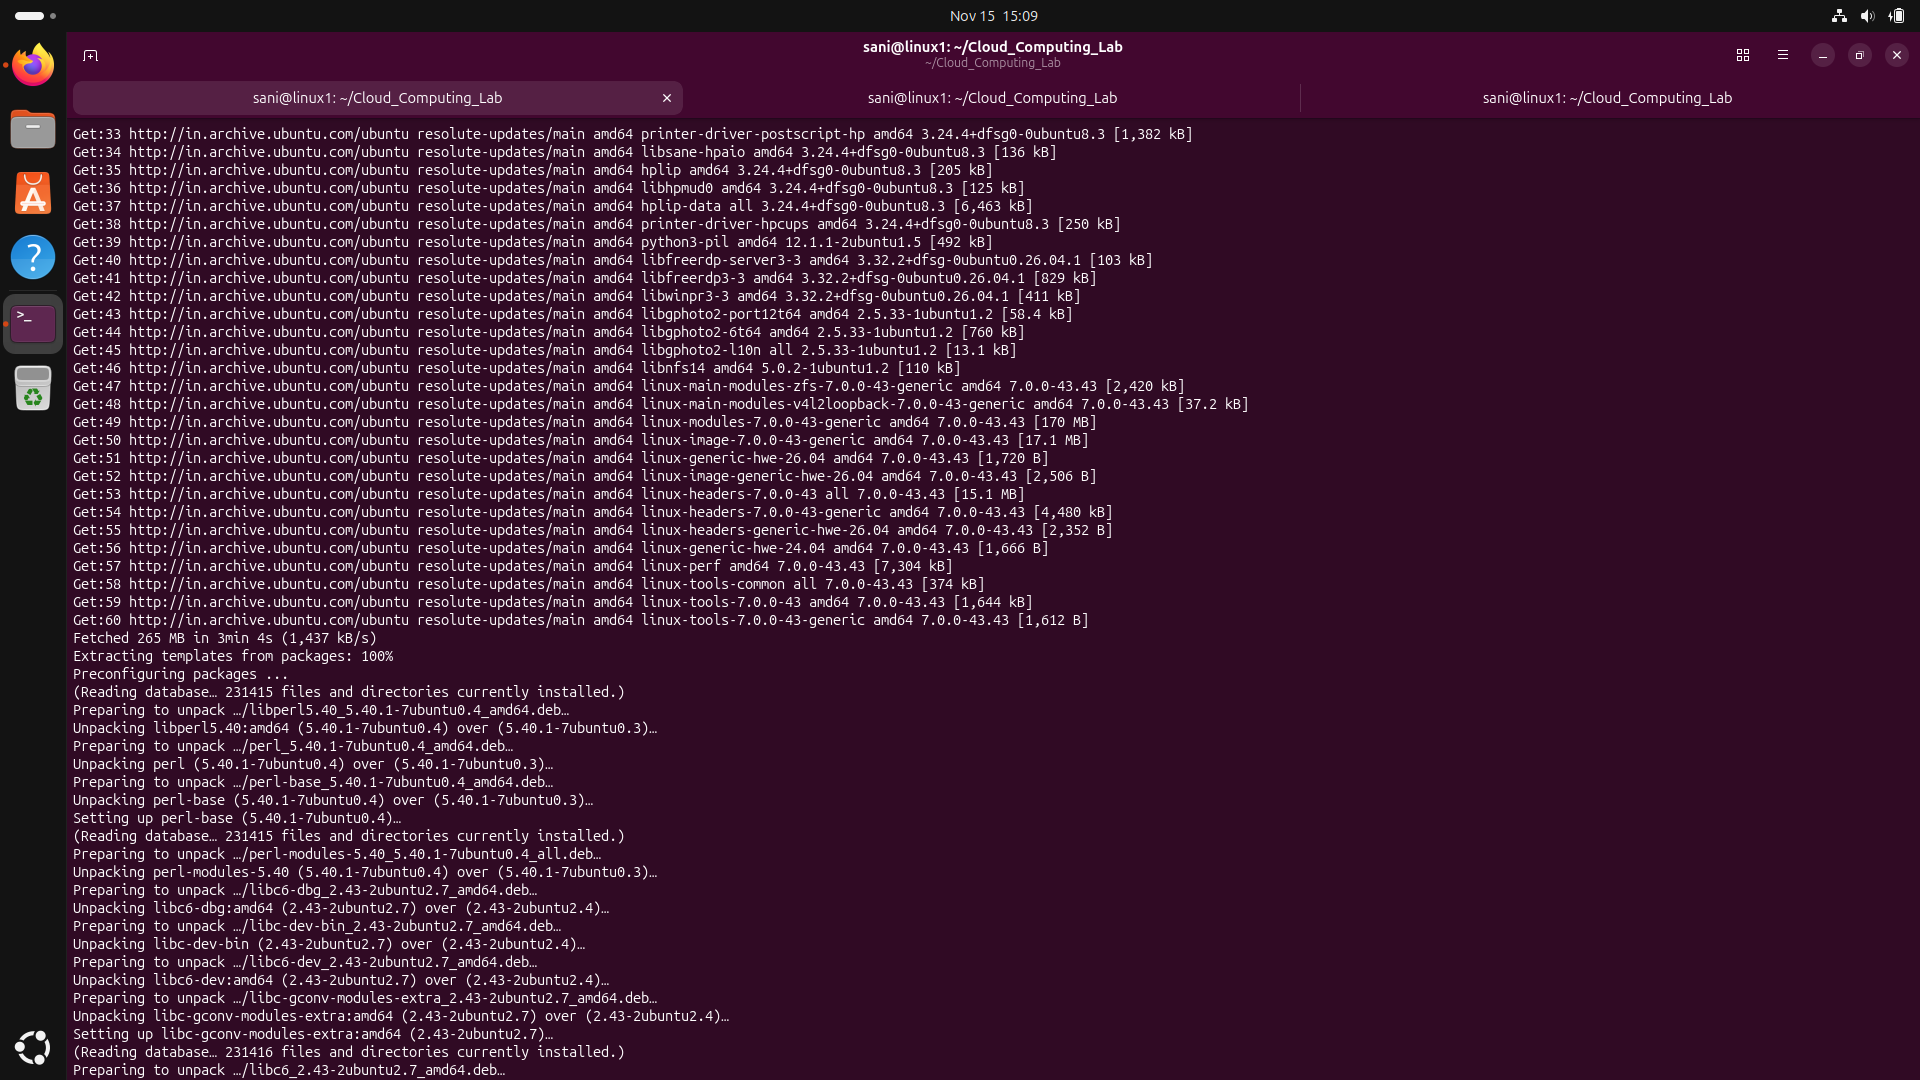 Nov 15  15:09
sani@linux1: ~/Cloud_Computing_Lab
~/Cloud_Computing_Lab
sani@linux1: ~/Cloud_Computing_Lab
sani@linux1: ~/Cloud_Computing_Lab
sani@linux1: ~/Cloud_Computing_Lab
Get:33 http://in.archive.ubuntu.com/ubuntu resolute-updates/main amd64 printer-driver-postscript-hp amd64 3.24.4+dfsg0-0ubuntu8.3 [1,382 kB]
Get:34 http://in.archive.ubuntu.com/ubuntu resolute-updates/main amd64 libsane-hpaio amd64 3.24.4+dfsg0-0ubuntu8.3 [136 kB]
Get:35 http://in.archive.ubuntu.com/ubuntu resolute-updates/main amd64 hplip amd64 3.24.4+dfsg0-0ubuntu8.3 [205 kB]
Get:36 http://in.archive.ubuntu.com/ubuntu resolute-updates/main amd64 libhpmud0 amd64 3.24.4+dfsg0-0ubuntu8.3 [125 kB]
Get:37 http://in.archive.ubuntu.com/ubuntu resolute-updates/main amd64 hplip-data all 3.24.4+dfsg0-0ubuntu8.3 [6,463 kB]
Get:38 http://in.archive.ubuntu.com/ubuntu resolute-updates/main amd64 printer-driver-hpcups amd64 3.24.4+dfsg0-0ubuntu8.3 [250 kB]
Get:39 http://in.archive.ubuntu.com/ubuntu resolute-updates/main amd64 python3-pil amd64 12.1.1-2ubuntu1.5 [492 kB]
Get:40 http://in.archive.ubuntu.com/ubuntu resolute-updates/main amd64 libfreerdp-server3-3 amd64 3.32.2+dfsg-0ubuntu0.26.04.1 [103 kB]
Get:41 http://in.archive.ubuntu.com/ubuntu resolute-updates/main amd64 libfreerdp3-3 amd64 3.32.2+dfsg-0ubuntu0.26.04.1 [829 kB]
Get:42 http://in.archive.ubuntu.com/ubuntu resolute-updates/main amd64 libwinpr3-3 amd64 3.32.2+dfsg-0ubuntu0.26.04.1 [411 kB]
Get:43 http://in.archive.ubuntu.com/ubuntu resolute-updates/main amd64 libgphoto2-port12t64 amd64 2.5.33-1ubuntu1.2 [58.4 kB]
Get:44 http://in.archive.ubuntu.com/ubuntu resolute-updates/main amd64 libgphoto2-6t64 amd64 2.5.33-1ubuntu1.2 [760 kB]
Get:45 http://in.archive.ubuntu.com/ubuntu resolute-updates/main amd64 libgphoto2-l10n all 2.5.33-1ubuntu1.2 [13.1 kB]
Get:46 http://in.archive.ubuntu.com/ubuntu resolute-updates/main amd64 libnfs14 amd64 5.0.2-1ubuntu1.2 [110 kB]
Get:47 http://in.archive.ubuntu.com/ubuntu resolute-updates/main amd64 linux-main-modules-zfs-7.0.0-43-generic amd64 7.0.0-43.43 [2,420 kB]
Get:48 http://in.archive.ubuntu.com/ubuntu resolute-updates/main amd64 linux-main-modules-v4l2loopback-7.0.0-43-generic amd64 7.0.0-43.43 [37.2 kB]
Get:49 http://in.archive.ubuntu.com/ubuntu resolute-updates/main amd64 linux-modules-7.0.0-43-generic amd64 7.0.0-43.43 [170 MB]
Get:50 http://in.archive.ubuntu.com/ubuntu resolute-updates/main amd64 linux-image-7.0.0-43-generic amd64 7.0.0-43.43 [17.1 MB]
Get:51 http://in.archive.ubuntu.com/ubuntu resolute-updates/main amd64 linux-generic-hwe-26.04 amd64 7.0.0-43.43 [1,720 B]
Get:52 http://in.archive.ubuntu.com/ubuntu resolute-updates/main amd64 linux-image-generic-hwe-26.04 amd64 7.0.0-43.43 [2,506 B]
Get:53 http://in.archive.ubuntu.com/ubuntu resolute-updates/main amd64 linux-headers-7.0.0-43 all 7.0.0-43.43 [15.1 MB]
Get:54 http://in.archive.ubuntu.com/ubuntu resolute-updates/main amd64 linux-headers-7.0.0-43-generic amd64 7.0.0-43.43 [4,480 kB]
Get:55 http://in.archive.ubuntu.com/ubuntu resolute-updates/main amd64 linux-headers-generic-hwe-26.04 amd64 7.0.0-43.43 [2,352 B]
Get:56 http://in.archive.ubuntu.com/ubuntu resolute-updates/main amd64 linux-generic-hwe-24.04 amd64 7.0.0-43.43 [1,666 B]
Get:57 http://in.archive.ubuntu.com/ubuntu resolute-updates/main amd64 linux-perf amd64 7.0.0-43.43 [7,304 kB]
Get:58 http://in.archive.ubuntu.com/ubuntu resolute-updates/main amd64 linux-tools-common all 7.0.0-43.43 [374 kB]
Get:59 http://in.archive.ubuntu.com/ubuntu resolute-updates/main amd64 linux-tools-7.0.0-43 amd64 7.0.0-43.43 [1,644 kB]
Get:60 http://in.archive.ubuntu.com/ubuntu resolute-updates/main amd64 linux-tools-7.0.0-43-generic amd64 7.0.0-43.43 [1,612 B]
Fetched 265 MB in 3min 4s (1,437 kB/s)
Extracting templates from packages: 100%
Preconfiguring packages ...
(Reading database… 231415 files and directories currently installed.)
Preparing to unpack …/libperl5.40_5.40.1-7ubuntu0.4_amd64.deb…
Unpacking libperl5.40:amd64 (5.40.1-7ubuntu0.4) over (5.40.1-7ubuntu0.3)…
Preparing to unpack …/perl_5.40.1-7ubuntu0.4_amd64.deb…
Unpacking perl (5.40.1-7ubuntu0.4) over (5.40.1-7ubuntu0.3)…
Preparing to unpack …/perl-base_5.40.1-7ubuntu0.4_amd64.deb…
Unpacking perl-base (5.40.1-7ubuntu0.4) over (5.40.1-7ubuntu0.3)…
Setting up perl-base (5.40.1-7ubuntu0.4)…
(Reading database… 231415 files and directories currently installed.)
Preparing to unpack …/perl-modules-5.40_5.40.1-7ubuntu0.4_all.deb…
Unpacking perl-modules-5.40 (5.40.1-7ubuntu0.4) over (5.40.1-7ubuntu0.3)…
Preparing to unpack …/libc6-dbg_2.43-2ubuntu2.7_amd64.deb…
Unpacking libc6-dbg:amd64 (2.43-2ubuntu2.7) over (2.43-2ubuntu2.4)…
Preparing to unpack …/libc-dev-bin_2.43-2ubuntu2.7_amd64.deb…
Unpacking libc-dev-bin (2.43-2ubuntu2.7) over (2.43-2ubuntu2.4)…
Preparing to unpack …/libc6-dev_2.43-2ubuntu2.7_amd64.deb…
Unpacking libc6-dev:amd64 (2.43-2ubuntu2.7) over (2.43-2ubuntu2.4)…
Preparing to unpack …/libc-gconv-modules-extra_2.43-2ubuntu2.7_amd64.deb…
Unpacking libc-gconv-modules-extra:amd64 (2.43-2ubuntu2.7) over (2.43-2ubuntu2.4)…
Setting up libc-gconv-modules-extra:amd64 (2.43-2ubuntu2.7)…
(Reading database… 231416 files and directories currently installed.)
Preparing to unpack …/libc6_2.43-2ubuntu2.7_amd64.deb…